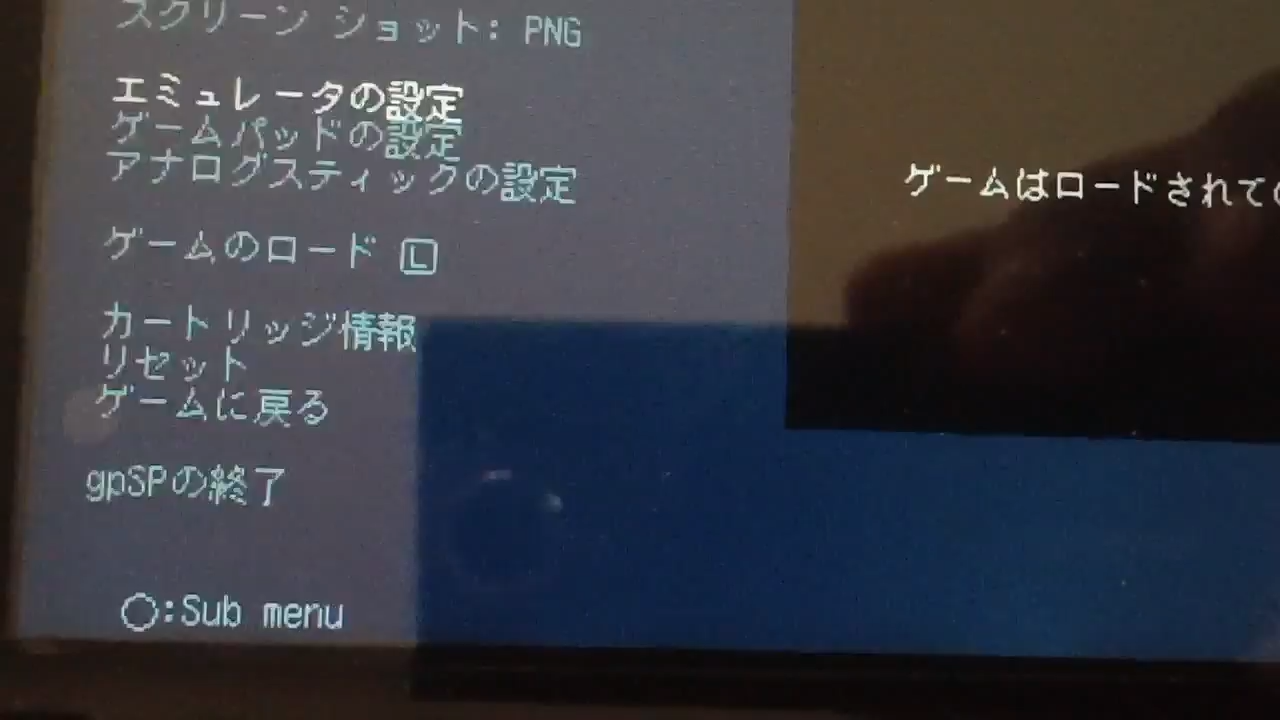 スクリーン ショット: PNG
エミュレータの設定
ゲームパッドの設定
アナログスティックの設定
ゲームはロードされて
ゲームのロード L
カートリッジ情報
リセット
ゲームに戻る
gpSPの終了
○:Sub menu